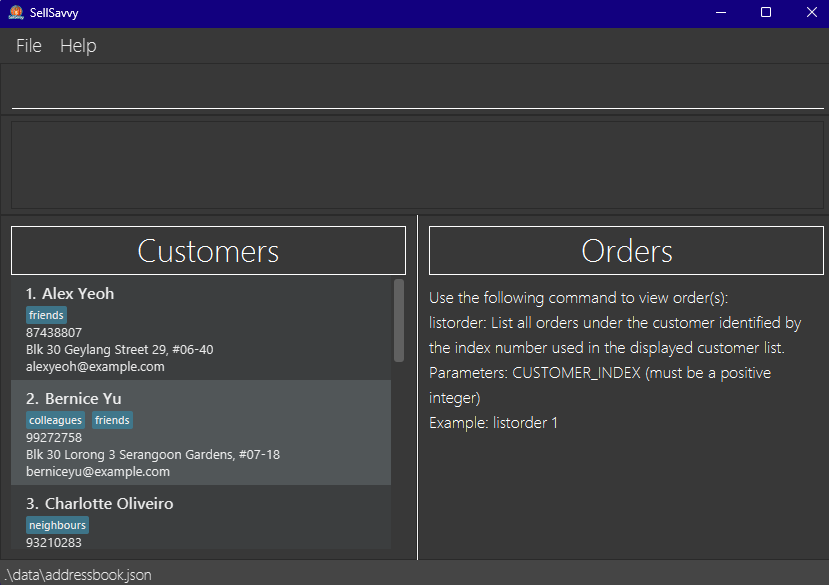 SellSavvy
File Help
Customers
1. Alex Yeoh
friends
87438807
Blk 30 Geylang Street 29, #06-40
alexyeoh@example.com
2. Bernice Yu
colleagues friends
99272758
Blk 30 Lorong 3 Serangoon Gardens, #07-18
berniceyu@example.com
3. Charlotte Oliveiro
neighbours
93210283
Orders
Use the following command to view order(s):
listorder: List all orders under the customer identified by
the index number used in the displayed customer list.
Parameters: CUSTOMER_INDEX (must be a positive
integer)
Example: listorder 1
.\data\addressbook.json